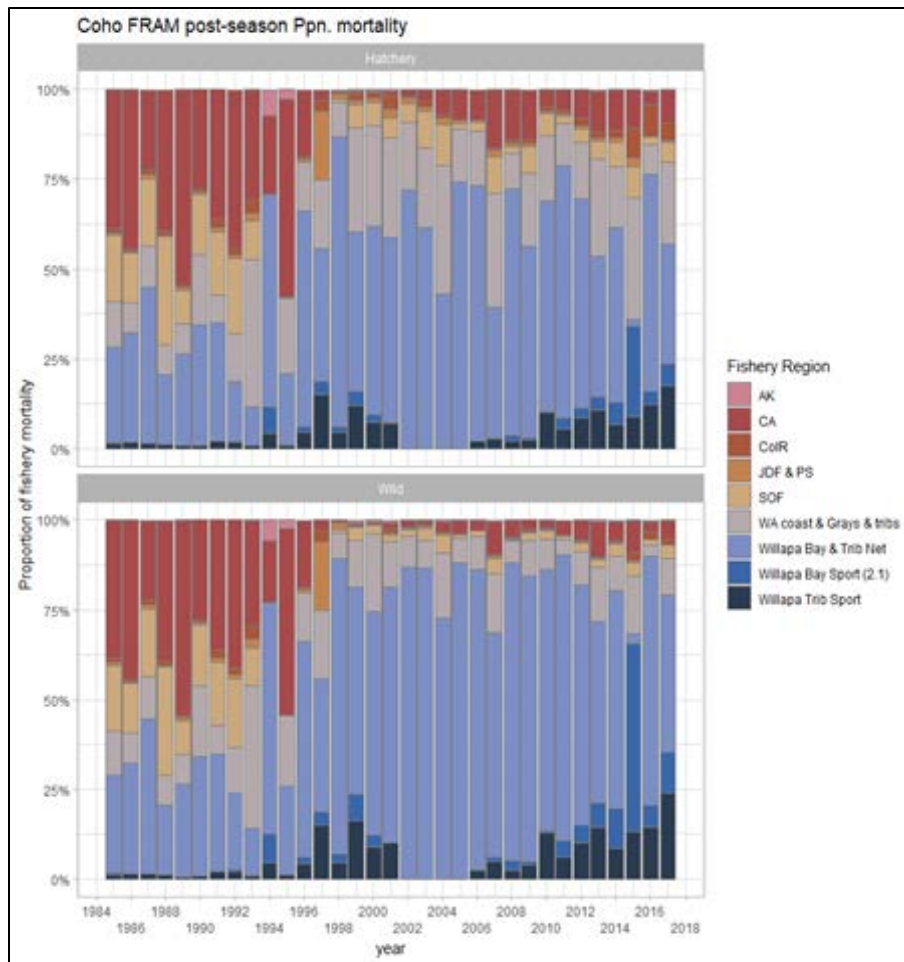 Coho FRAM post-season Ppn. mortality
Hatchery
100%
75%
50%
25%
0%
Proportion of fishery mortality
Wild
100%
75%
50%
25%
0%
1984 1986 1988 1990 1992 1994 1996 1998 2000 2002 2004 2006 2008 2010 2012 2014 2016 2018
year
Fishery Region
AK
CA
ColR
JDF & PS
SOF
WA coast & Grays & tribs
Willapa Bay & Trib Net
Willapa Bay Sport (2.1)
Willapa Trib Sport